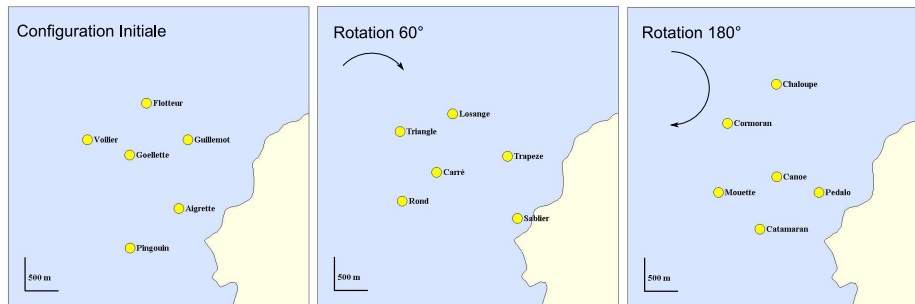 Configuration Initiale
Flotteur
Voilier
Guillemot
Goellette
Aigrette
Pingouin
500 m
Rotation 60°
Losange
Triangle
Trapeze
Carré
Rond
Sablier
500 m
Rotation 180°
Chaloupe
Cormoran
Canoe
Mouette
Pedalo
Catamaran
500 m